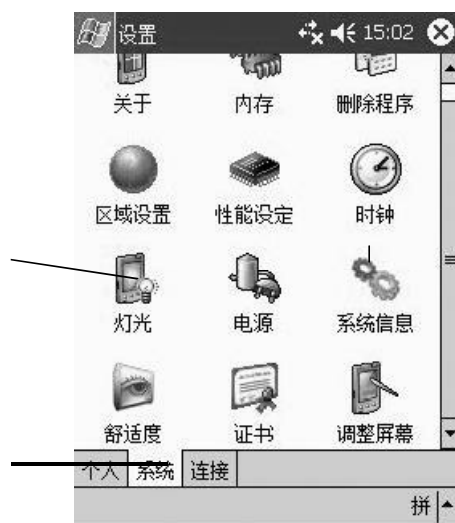 设置 15:02
关于 内存 删除程序
区域设置 性能设定 时钟
灯光 电源 系统信息
舒适度 证书 调整屏幕
个人 系统 连接
拼